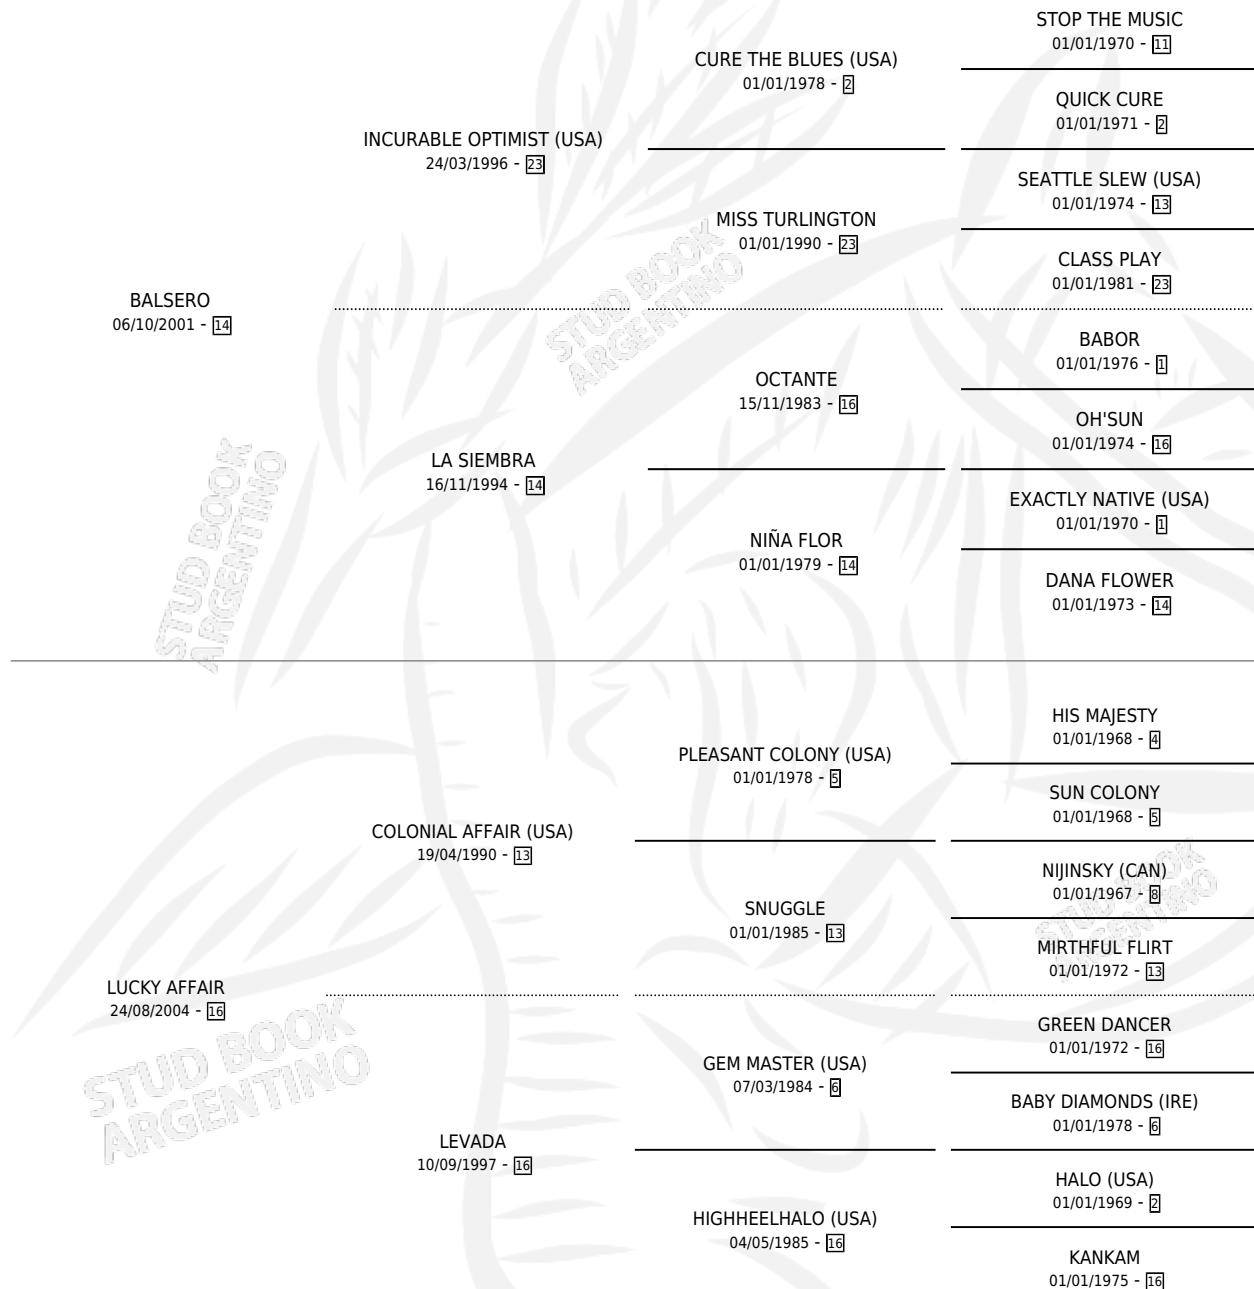 STOP THE MUSIC
01/01/1970 - 11
CURE THE BLUES (USA)
01/01/1978 - 2
QUICK CURE
01/01/1971 - 2
INCURABLE OPTIMIST (USA)
24/03/1996 - 23
SEATTLE SLEW (USA)
01/01/1974 - 13
MISS TURLINGTON
01/01/1990 - 23
CLASS PLAY
01/01/1981 - 23
BALSERO
06/10/2001 - 14
STUD BOOK
ARGENTINO
BABOR
01/01/1976 - 1
OCTANTE
15/11/1983 - 16
OH'SUN
01/01/1974 - 16
LA SIEMBRA
16/11/1994 - 14
STUD BOOK
ARGENTINO
EXACTLY NATIVE (USA)
01/01/1970 - 1
NIÑA FLOR
01/01/1979 - 14
DANA FLOWER
01/01/1973 - 14
HIS MAJESTY
01/01/1968 - 4
PLEASANT COLONY (USA)
01/01/1978 - 5
SUN COLONY
01/01/1968 - 5
COLONIAL AFFAIR (USA)
19/04/1990 - 13
NIJINSKY (CAN)
01/01/1967 - 8
STUD BOOK
ARGENTINO
SNUGGLE
01/01/1985 - 13
MIRTHFUL FLIRT
01/01/1972 - 13
LUCKY AFFAIR
24/08/2004 - 16
STUD BOOK
ARGENTINO
GREEN DANCER
01/01/1972 - 16
GEM MASTER (USA)
07/03/1984 - 6
BABY DIAMONDS (IRE)
01/01/1978 - 6
LEVADA
10/09/1997 - 16
HALO (USA)
01/01/1969 - 2
HIGHHEELHALO (USA)
04/05/1985 - 16
KANKAM
01/01/1975 - 16